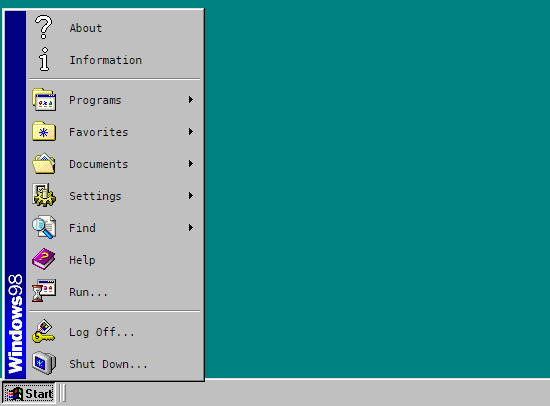 About
Information
Programs
Favorites
Documents
Settings
Find
Help
Run...
Log Off...
Shut Down...
Windows98
Start